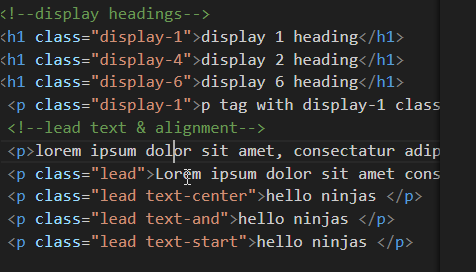 <!--display headings-->
<h1 class="display-1">display 1 heading</h1>
<h1 class="display-4">display 2 heading</h1>
<h1 class="display-6">display 6 heading</h1>
<p class="display-1">p tag with display-1 class
<!--lead text & alignment-->
<p>lorem ipsum dolor sit amet, consectatur adip
<p class="lead">Lorem ipsum dolor sit amet cons
<p class="lead text-center">hello ninjas </p>
<p class="lead text-and">hello ninjas </p>
<p class="lead text-start">hello ninjas </p>